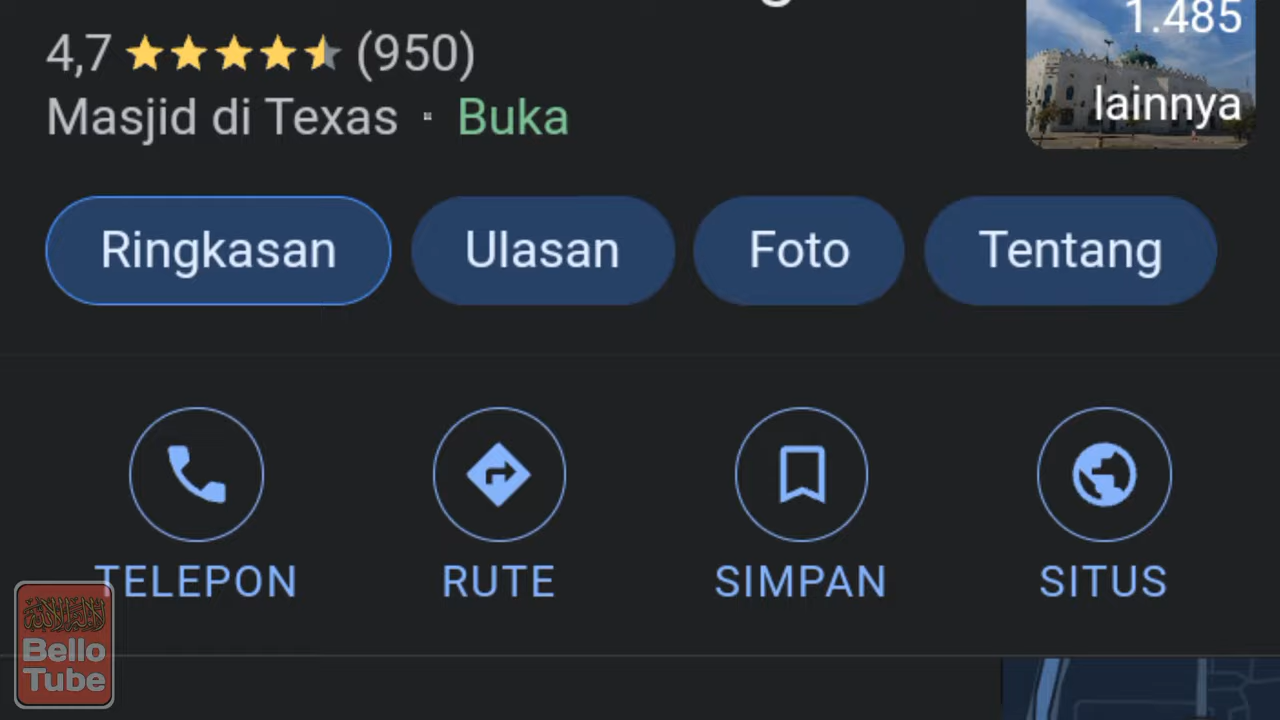 1.485
lainnya
4,7 (950)
Masjid di Texas · Buka
Ringkasan
Ulasan
Foto
Tentang
TELEPON
RUTE
SIMPAN
SITUS
Bello
Tube